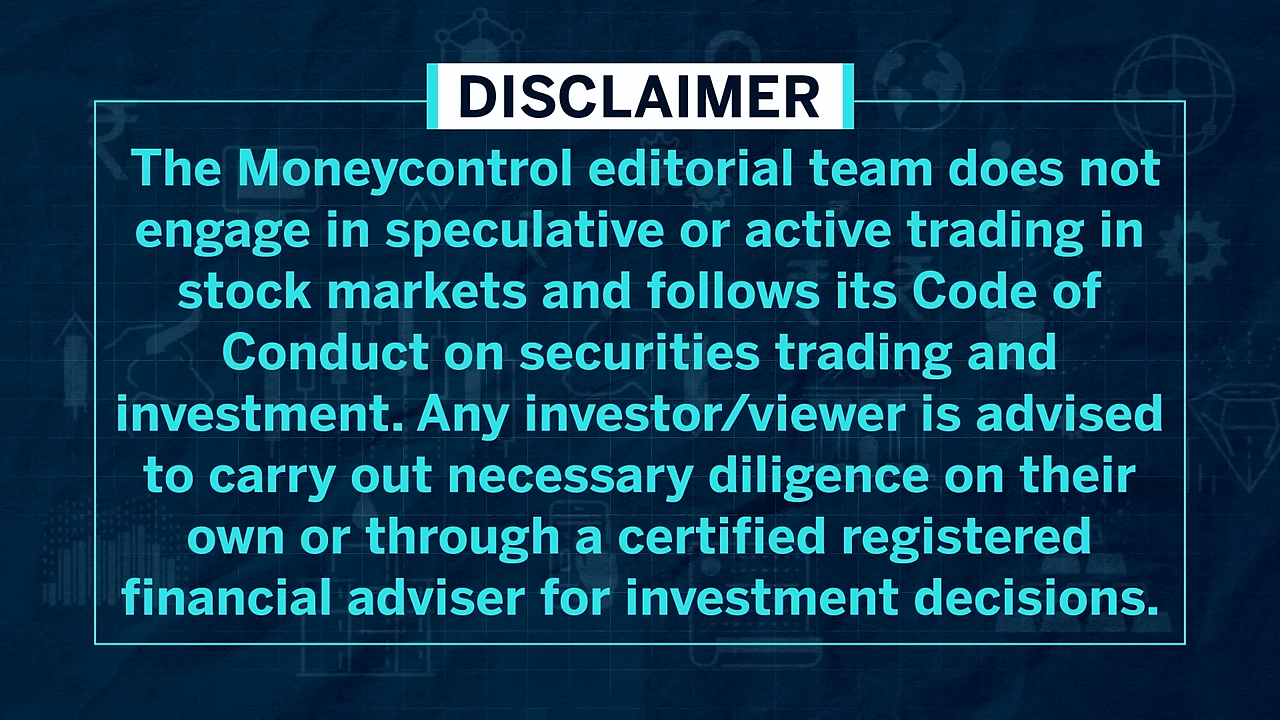 DISCLAIMER
The Moneycontrol editorial team does not
engage in speculative or active trading in
stock markets and follows its Code of
Conduct on securities trading and
investment. Any investor/viewer is advised
to carry out necessary diligence on their
own or through a certified registered
financial adviser for investment decisions.